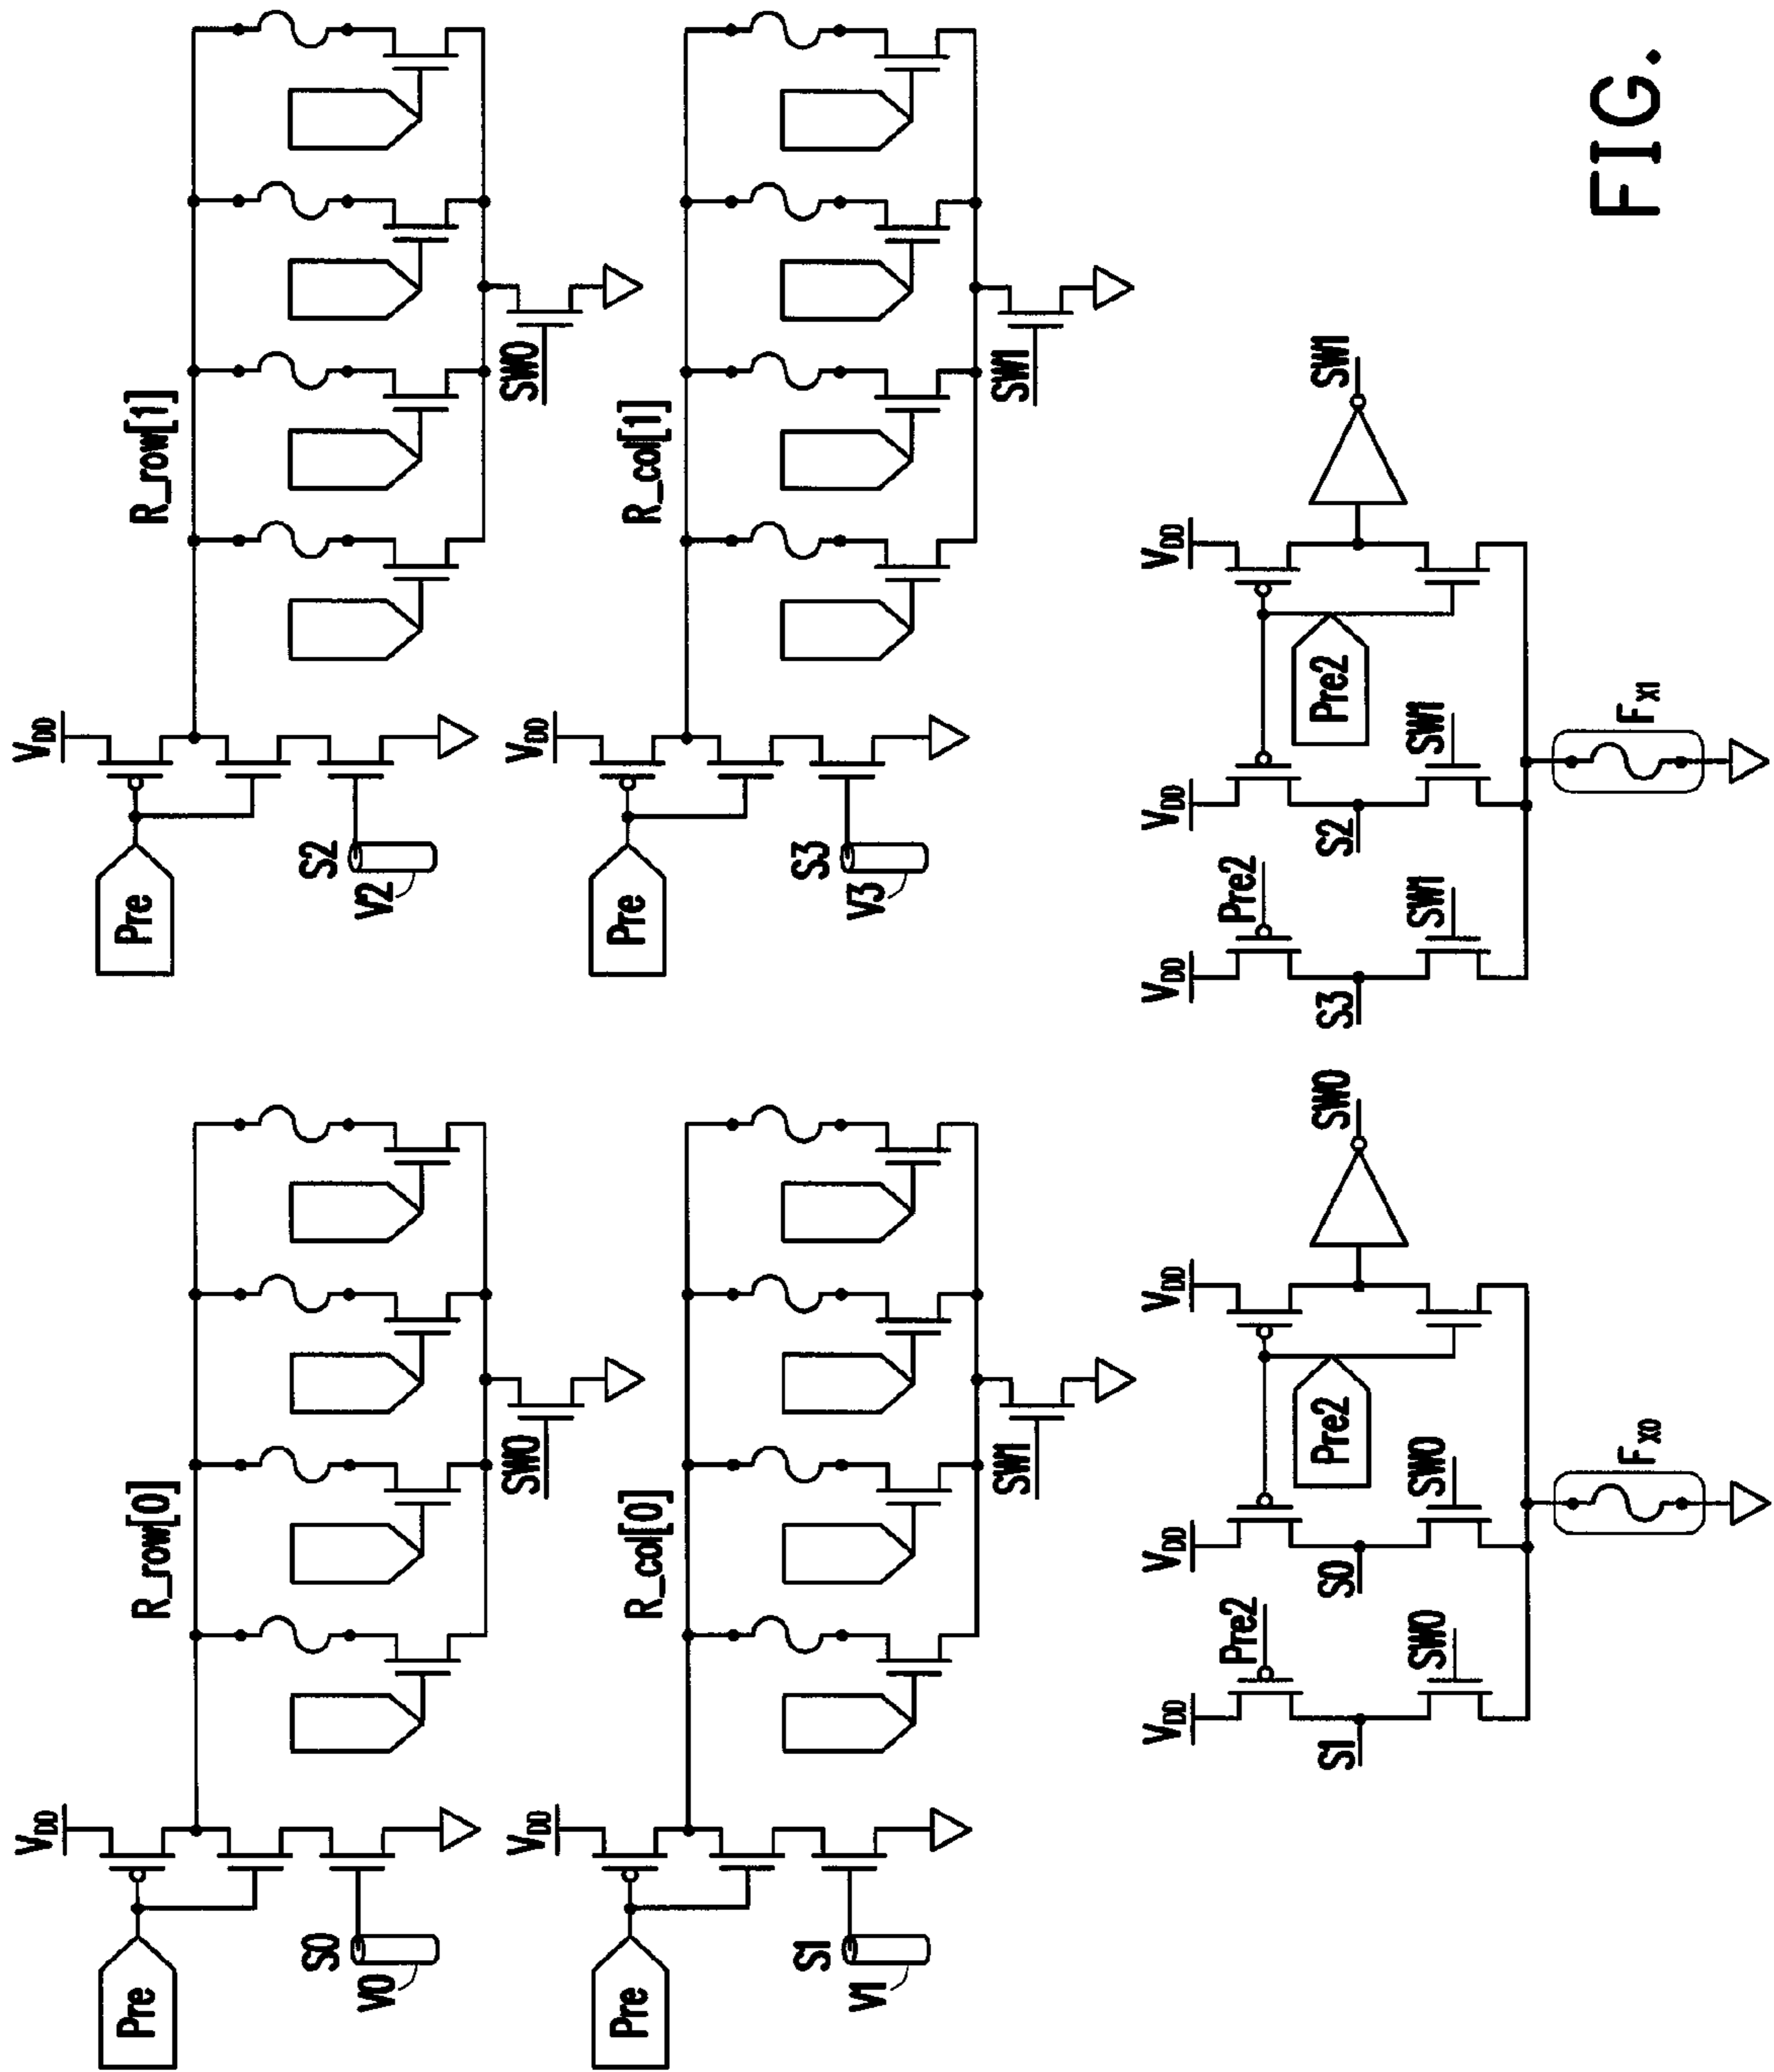 VDD
Pre
R_row[0]
S0
V0
SW0
VDD
Pre
R_row[1]
S2
V2
SW0
VDD
Pre
R_col[0]
S1
V1
SW1
VDD
Pre
R_col[1]
S3
V3
SW1
VDD VDD VDD
Pre2
Pre2
S1 S0 SW0
SW0 SW0
FX0
VDD VDD VDD
Pre2
Pre2
S3 S2 SW1
SW1 SW1
FX1
FIG.